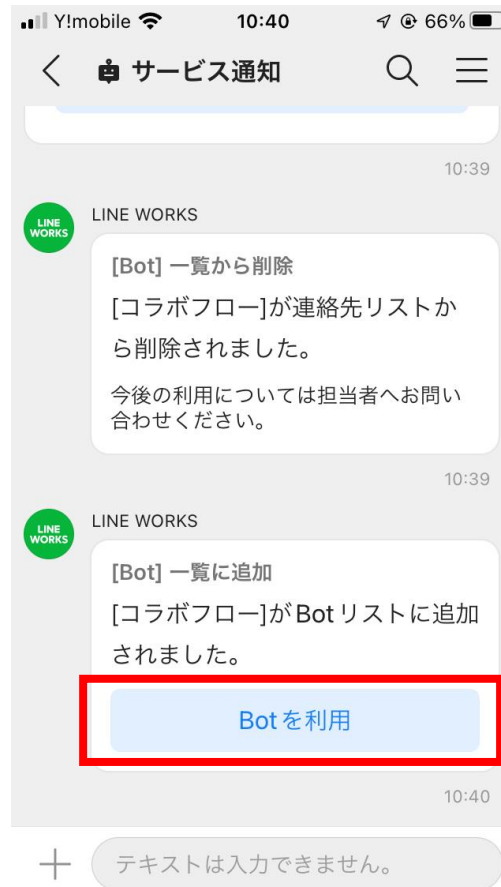 Y!mobile 10:40 66%
サービス通知
10:39
LINE WORKS
LINE
WORKS
[Bot] 一覧から削除
[コラボフロー]が連絡先リストか
ら削除されました。
今後の利用については担当者へお問い
合わせください。
10:39
LINE WORKS
LINE
WORKS
[Bot] 一覧に追加
[コラボフロー]がBotリストに追加
されました。
Botを利用
10:40
テキストは入力できません。